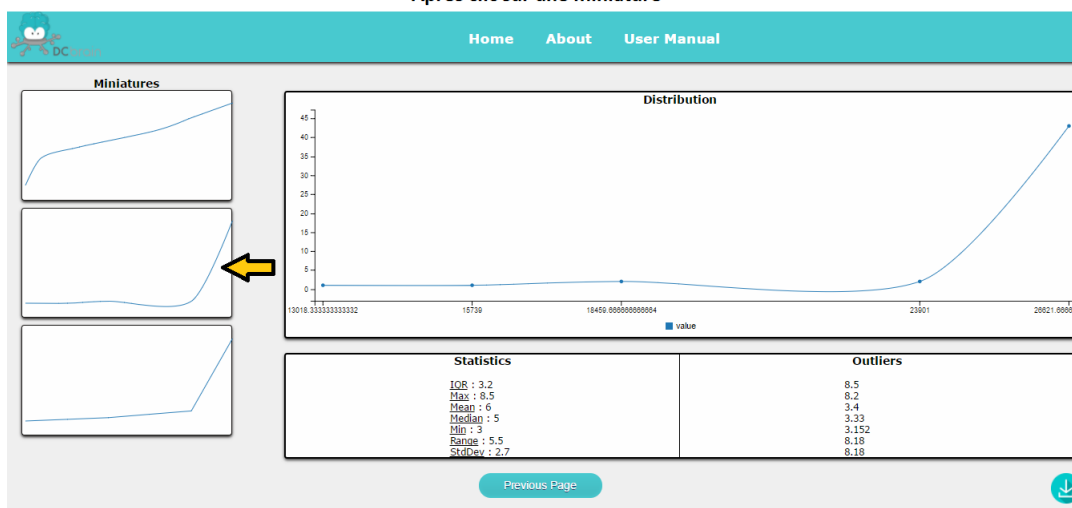 Home About User Manual
DC
Miniatures
Distribution
45
40
35
30
25
20
15
10
5
0
13018.333333333332 15739 18459.666666666664 23901
value
Statistics
IQR : 3.2
Max : 8.5
Mean : 6
Median : 5
Min : 3
Range : 5.5
StdDev : 2.7
Outliers
8.5
8.2
3.4
3.33
3.152
8.18
8.18
Previous Page